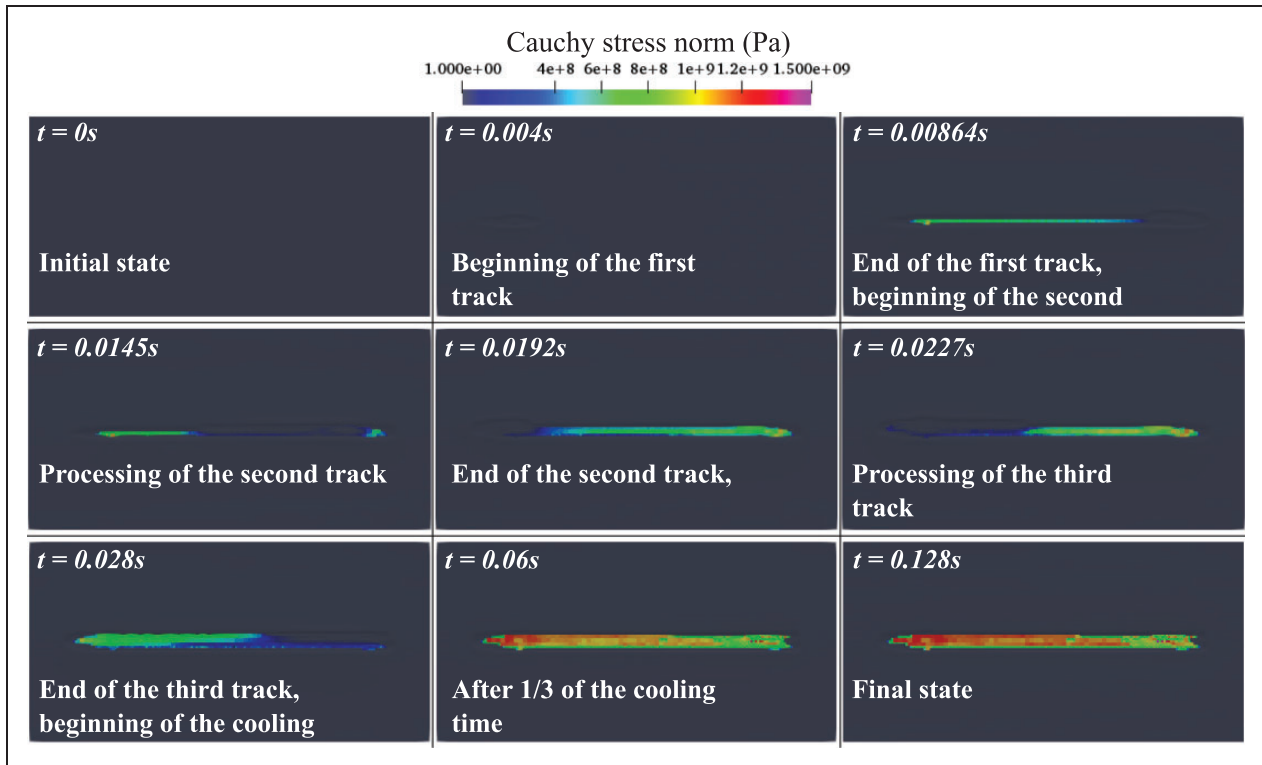 Cauchy stress norm (Pa)
1.000e+00 4e+8 6e+8 8e+8 1e+9 1.2e+9 1.500e+09
t = 0s
Initial state
t = 0.004s
Beginning of the first
track
t = 0.00864s
End of the first track,
beginning of the second
t = 0.0145s
Processing of the second track
t = 0.0192s
End of the second track,
t = 0.0227s
Processing of the third
track
t = 0.028s
End of the third track,
beginning of the cooling
t = 0.06s
After 1/3 of the cooling
time
t = 0.128s
Final state